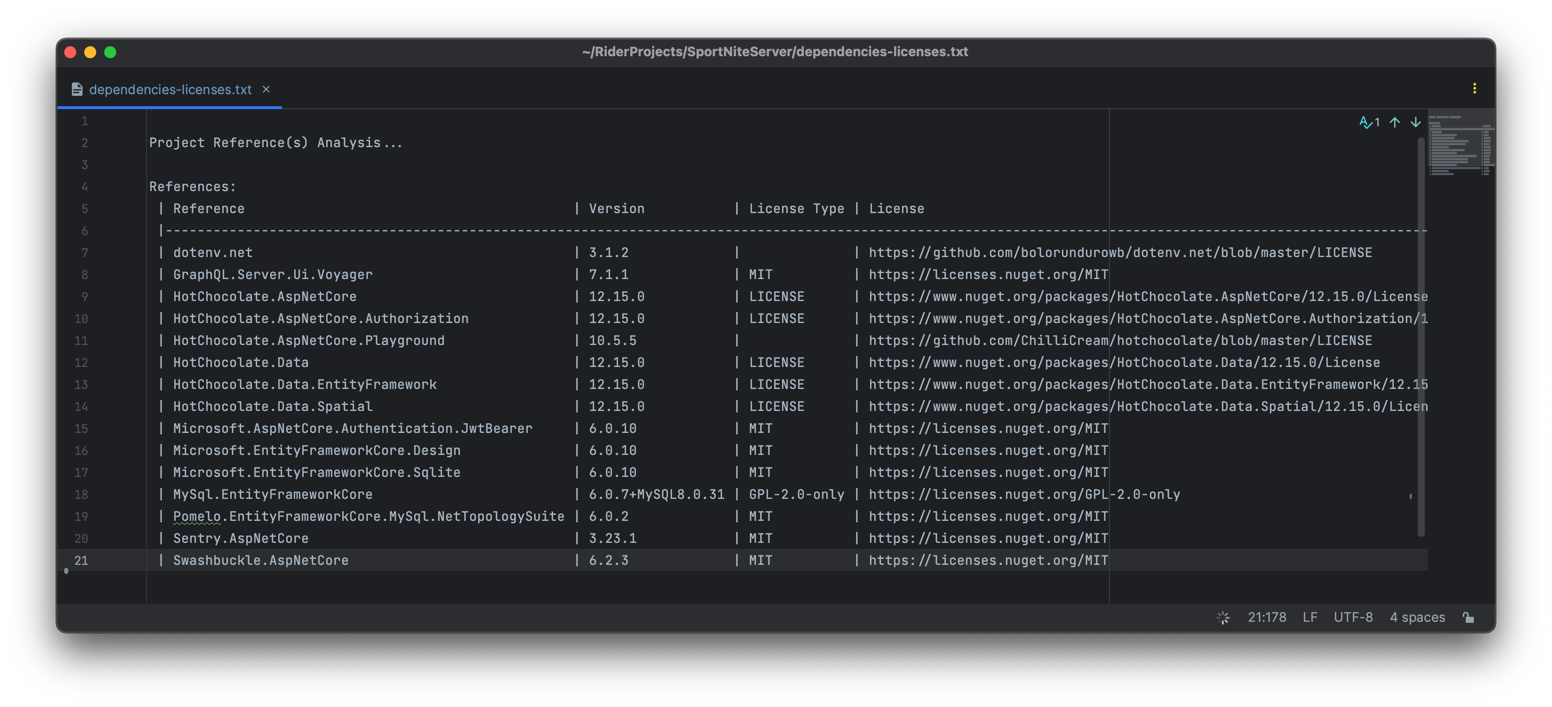 ~/RiderProjects/SportNiteServer/dependencies-licenses.txt
dependencies-licenses.txt ×
1
1
2 Project Reference(s) Analysis...
3
4 References:
5 | Reference | Version | License Type | License
6 |---------------------------------------------------------------------------------------------------------------------------------------------------------------
7 | dotenv.net | 3.1.2 | | https://github.com/bolorundurowb/dotenv.net/blob/master/LICENSE
8 | GraphQL.Server.Ui.Voyager | 7.1.1 | MIT | https://licenses.nuget.org/MIT
9 | HotChocolate.AspNetCore | 12.15.0 | LICENSE | https://www.nuget.org/packages/HotChocolate.AspNetCore/12.15.0/License
10 | HotChocolate.AspNetCore.Authorization | 12.15.0 | LICENSE | https://www.nuget.org/packages/HotChocolate.AspNetCore.Authorization/1
11 | HotChocolate.AspNetCore.Playground | 10.5.5 | | https://github.com/ChilliCream/hotchocolate/blob/master/LICENSE
12 | HotChocolate.Data | 12.15.0 | LICENSE | https://www.nuget.org/packages/HotChocolate.Data/12.15.0/License
13 | HotChocolate.Data.EntityFramework | 12.15.0 | LICENSE | https://www.nuget.org/packages/HotChocolate.Data.EntityFramework/12.15
14 | HotChocolate.Data.Spatial | 12.15.0 | LICENSE | https://www.nuget.org/packages/HotChocolate.Data.Spatial/12.15.0/Licen
15 | Microsoft.AspNetCore.Authentication.JwtBearer | 6.0.10 | MIT | https://licenses.nuget.org/MIT
16 | Microsoft.EntityFrameworkCore.Design | 6.0.10 | MIT | https://licenses.nuget.org/MIT
17 | Microsoft.EntityFrameworkCore.Sqlite | 6.0.10 | MIT | https://licenses.nuget.org/MIT
18 | MySql.EntityFrameworkCore | 6.0.7+MySQL8.0.31 | GPL-2.0-only | https://licenses.nuget.org/GPL-2.0-only
19 | Pomelo.EntityFrameworkCore.MySql.NetTopologySuite | 6.0.2 | MIT | https://licenses.nuget.org/MIT
20 | Sentry.AspNetCore | 3.23.1 | MIT | https://licenses.nuget.org/MIT
21 | Swashbuckle.AspNetCore | 6.2.3 | MIT | https://licenses.nuget.org/MIT
21:178 LF UTF-8 4 spaces